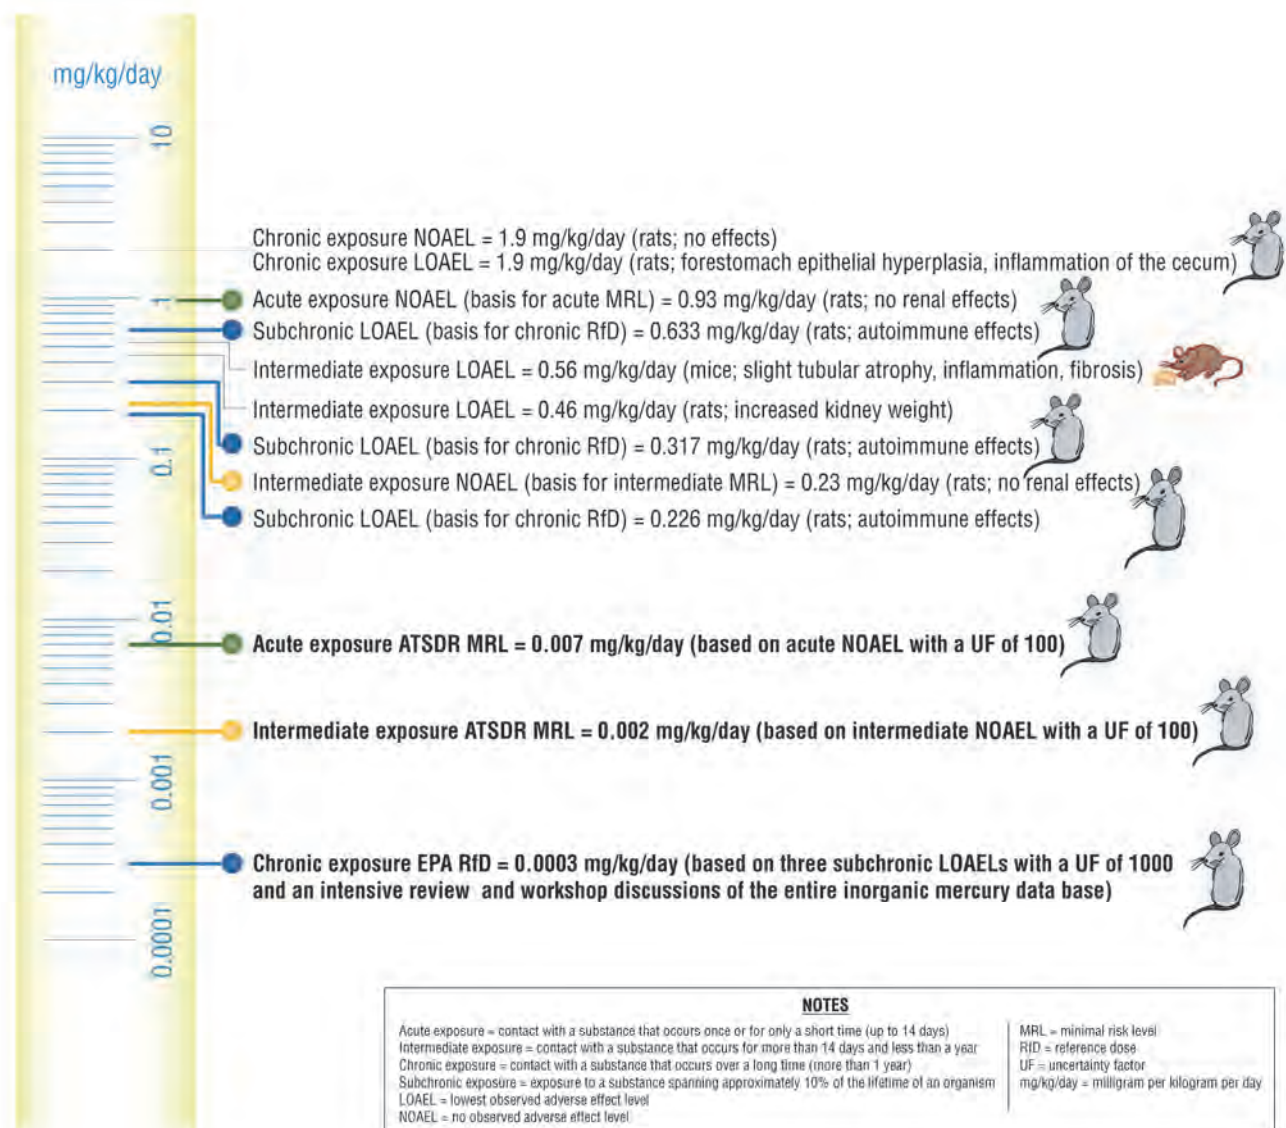 mg/kg/day
10
Chronic exposure NOAEL = 1.9 mg/kg/day (rats; no effects)
Chronic exposure LOAEL = 1.9 mg/kg/day (rats; forestomach epithelial hyperplasia, inflammation of the cecum)
1
Acute exposure NOAEL (basis for acute MRL) = 0.93 mg/kg/day (rats; no renal effects)
Subchronic LOAEL (basis for chronic RfD) = 0.633 mg/kg/day (rats; autoimmune effects)
Intermediate exposure LOAEL = 0.56 mg/kg/day (mice; slight tubular atrophy, inflammation, fibrosis)
Intermediate exposure LOAEL = 0.46 mg/kg/day (rats; increased kidney weight)
Subchronic LOAEL (basis for chronic RfD) = 0.317 mg/kg/day (rats; autoimmune effects)
0.1
Intermediate exposure NOAEL (basis for intermediate MRL) = 0.23 mg/kg/day (rats; no renal effects)
Subchronic LOAEL (basis for chronic RfD) = 0.226 mg/kg/day (rats; autoimmune effects)
0.01
Acute exposure ATSDR MRL = 0.007 mg/kg/day (based on acute NOAEL with a UF of 100)
Intermediate exposure ATSDR MRL = 0.002 mg/kg/day (based on intermediate NOAEL with a UF of 100)
0.001
Chronic exposure EPA RfD = 0.0003 mg/kg/day (based on three subchronic LOAELs with a UF of 1000
and an intensive review and workshop discussions of the entire inorganic mercury data base)
0.0001
NOTES
Acute exposure = contact with a substance that occurs once or for only a short time (up to 14 days)
Intermediate exposure = contact with a substance that occurs for more than 14 days and less than a year
Chronic exposure = contact with a substance that occurs over a long time (more than 1 year)
Subchronic exposure = exposure to a substance spanning approximately 10% of the lifetime of an organism
LOAEL = lowest observed adverse effect level
NOAEL = no observed adverse effect level
MRL = minimal risk level
RfD = reference dose
UF = uncertainty factor
mg/kg/day = milligram per kilogram per day